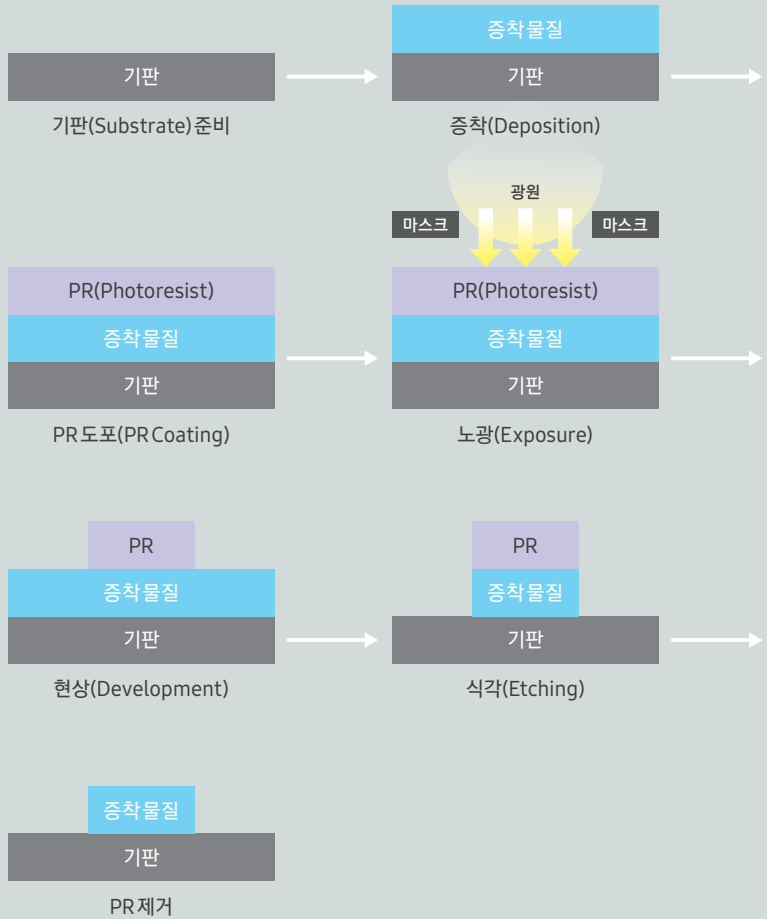 증착물질
기판
기판
기판(Substrate) 준비
증착(Deposition)
광원
마스크
마스크
PR(Photoresist)
증착물질
기판
PR 도포(PR Coating)
PR(Photoresist)
증착물질
기판
노광(Exposure)
PR
증착물질
기판
현상(Development)
PR
증착물질
기판
식각(Etching)
증착물질
기판
PR 제거